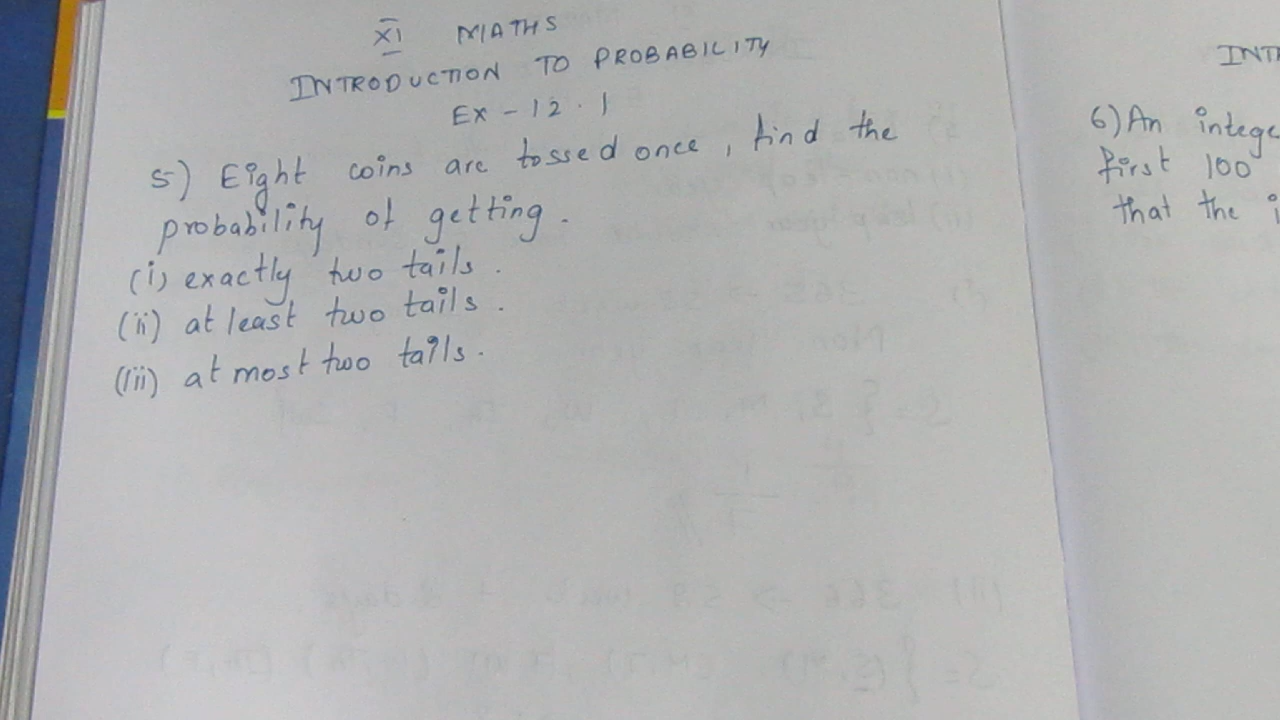 XI MATHS
INTRODUCTION TO PROBABILITY
Ex - 12.1
5) Eight coins are tossed once, find the
probability of getting.
(i) exactly two tails.
(ii) at least two tails.
(iii) at most two tails.
INT
6) An intege
first 100
that the i